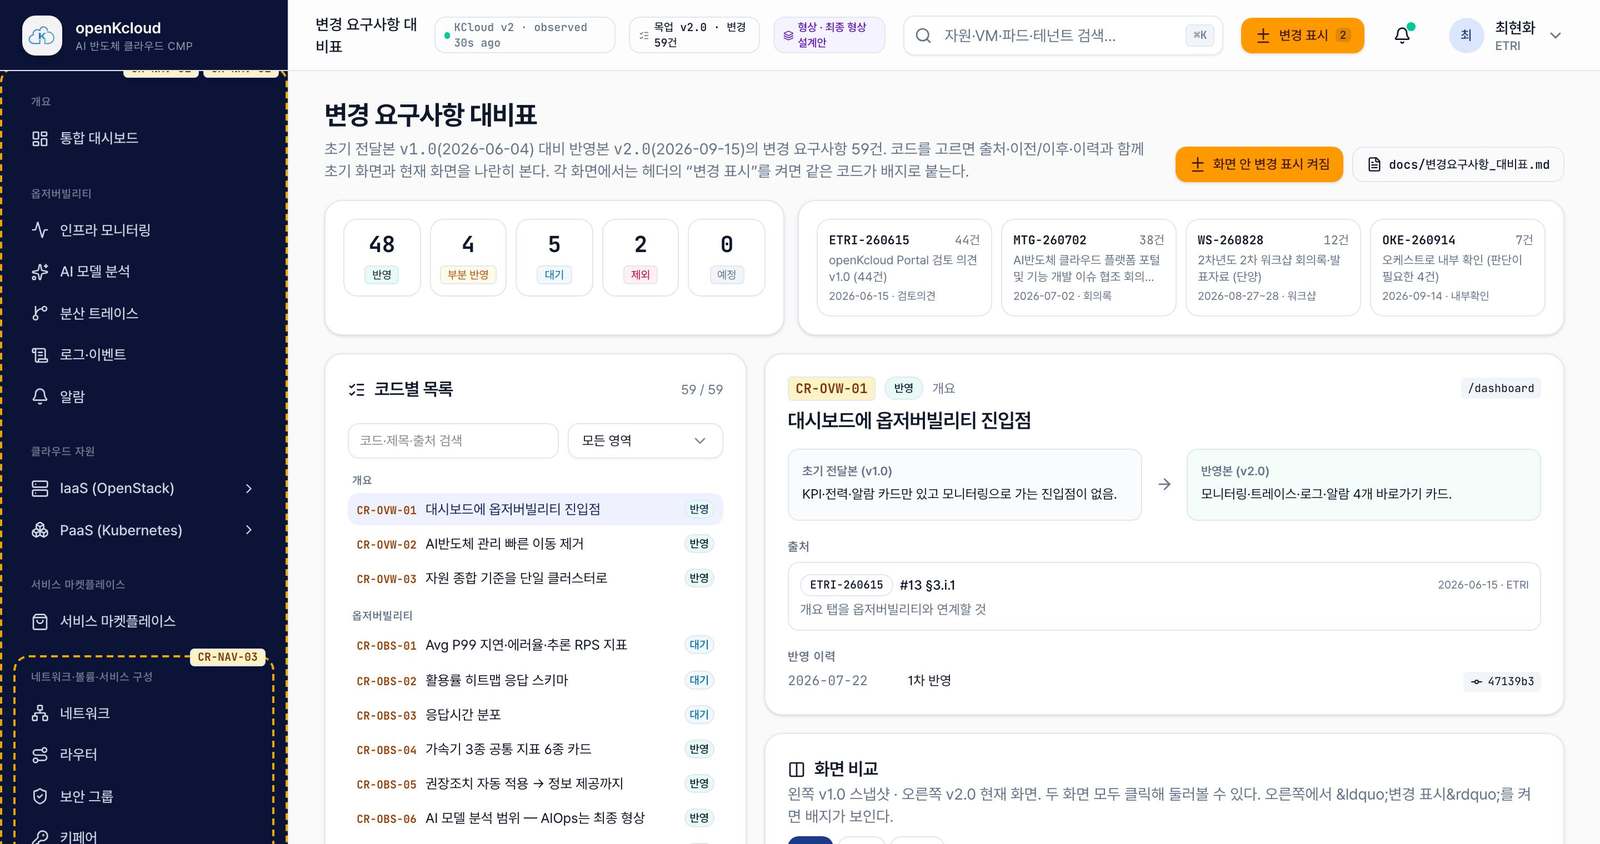 openKcloud
AI 반도체 클라우드 CMP
변경 요구사항 대비표
KCloud v2 · observed 30s ago
목업 v2.0 · 변경 59건
형상 · 최종 형상 설계안
자원·VM·파드·테넌트 검색...
⌘K
변경 표시 2
최
최현화
ETRI
개요
통합 대시보드
옵저버빌리티
인프라 모니터링
AI 모델 분석
분산 트레이스
로그·이벤트
알람
클라우드 자원
IaaS (OpenStack)
PaaS (Kubernetes)
서비스 마켓플레이스
서비스 마켓플레이스
CR-NAV-03
네트워크·볼륨·서비스 구성
네트워크
라우터
보안 그룹
키페어
변경 요구사항 대비표
초기 전달본 v1.0(2026-06-04) 대비 반영본 v2.0(2026-09-15)의 변경 요구사항 59건. 코드를 고르면 출처·이전/이후·이력과 함께
초기 화면과 현재 화면을 나란히 본다. 각 화면에서는 헤더의 “변경 표시”를 켜면 같은 코드가 배지로 붙는다.
화면 안 변경 표시 켜짐
docs/변경요구사항_대비표.md
48
반영
4
부분 반영
5
대기
2
제외
0
예정
ETRI-260615 44건
openKcloud Portal 검토 의견
v1.0 (44건)
2026-06-15 · 검토의견
MTG-260702 38건
AI반도체 클라우드 플랫폼 포털
및 기능 개발 이슈 협조 회의...
2026-07-02 · 회의록
WS-260828 12건
2차년도 2차 워크샵 회의록·발
표자료 (단양)
2026-08-27~28 · 워크샵
OKE-260914 7건
오케스트로 내부 확인 (판단이
필요한 4건)
2026-09-14 · 내부확인
코드별 목록
59 / 59
코드·제목·출처 검색
모든 영역
개요
CR-OVW-01 대시보드에 옵저버빌리티 진입점 반영
CR-OVW-02 AI반도체 관리 빠른 이동 제거 반영
CR-OVW-03 자원 종합 기준을 단일 클러스터로 반영
옵저버빌리티
CR-OBS-01 Avg P99 지연·에러율·추론 RPS 지표 대기
CR-OBS-02 활용률 히트맵 응답 스키마 대기
CR-OBS-03 응답시간 분포 대기
CR-OBS-04 가속기 3종 공통 지표 6종 카드 반영
CR-OBS-05 권장조치 자동 적용 → 정보 제공까지 반영
CR-OBS-06 AI 모델 분석 범위 — AIOps는 최종 형상 반영
CR-OVW-01 반영 개요
/dashboard
대시보드에 옵저버빌리티 진입점
초기 전달본 (v1.0)
KPI·전력·알람 카드만 있고 모니터링으로 가는 진입점이 없음.
반영본 (v2.0)
모니터링·트레이스·로그·알람 4개 바로가기 카드.
출처
ETRI-260615 #13 §3.i.1
2026-06-15 · ETRI
개요 탭을 옵저버빌리티와 연계할 것
반영 이력
2026-07-22 1차 반영
47139b3
화면 비교
왼쪽 v1.0 스냅샷 · 오른쪽 v2.0 현재 화면. 두 화면 모두 클릭해 둘러볼 수 있다. 오른쪽에서 &ldquo;변경 표시&rdquo;를 켜
면 배지가 보인다.